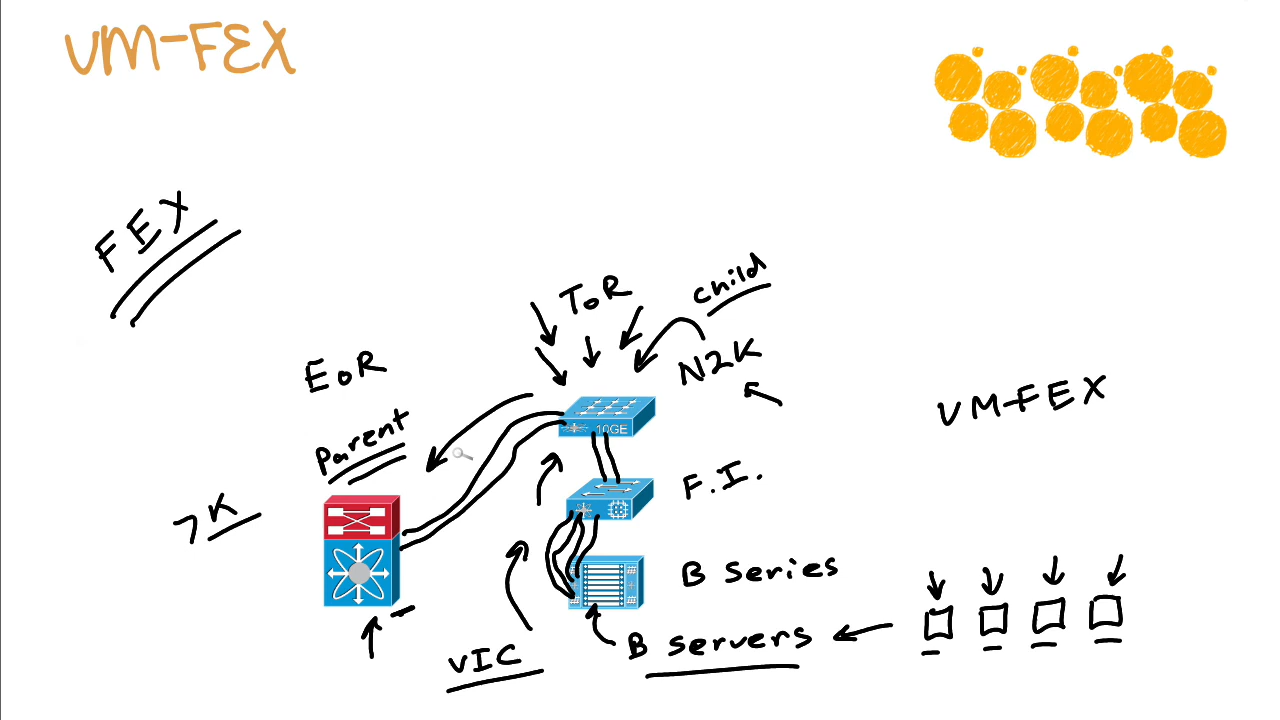 VM-FEX
FEX
ToR
child
N2K
EoR
Parent
10GE
VM-FEX
F.I.
7K
B Series
B servers
VIC